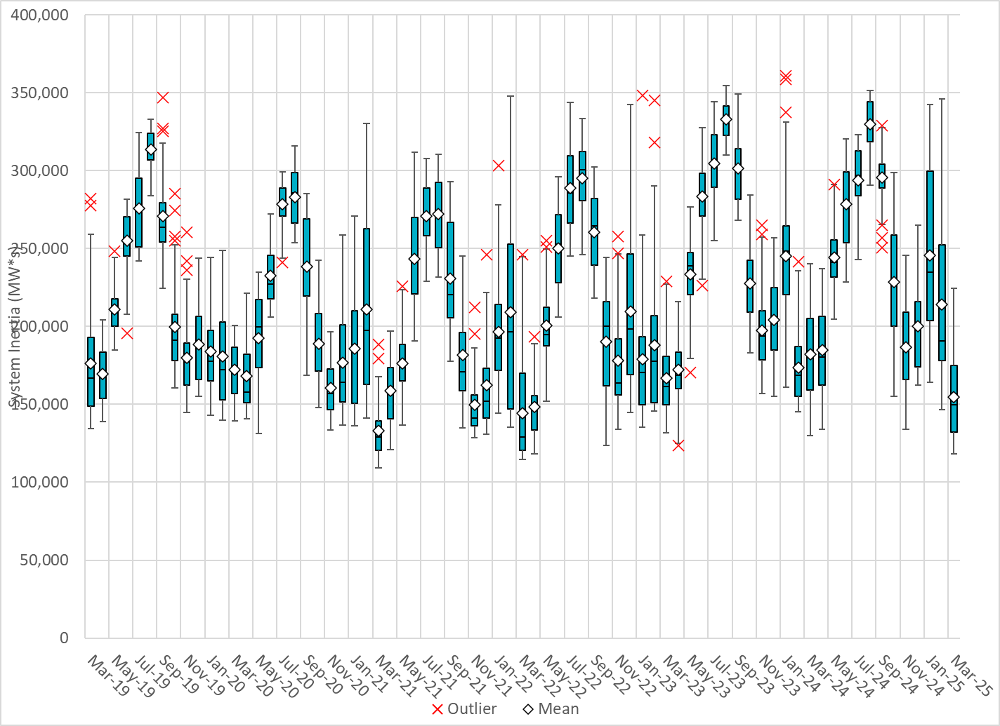 400,000
350,000
300,000
250,000
200,000
150,000
100,000
50,000
0
System Inertia (MW*s)
Mar-19
May-19
Jul-19
Sep-19
Nov-19
Jan-20
Mar-20
May-20
Jul-20
Sep-20
Nov-20
Jan-21
Mar-21
May-21
Jul-21
Sep-21
Nov-21
Jan-22
Mar-22
May-22
Jul-22
Sep-22
Nov-22
Jan-23
Mar-23
May-23
Jul-23
Sep-23
Nov-23
Jan-24
Mar-24
May-24
Jul-24
Sep-24
Nov-24
Jan-25
Mar-25
Outlier Mean